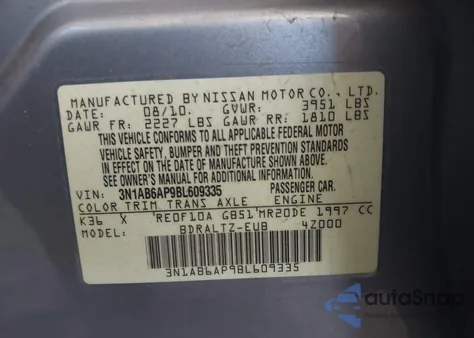 MANUFACTURED BY NISSAN MOTOR CO., LTD.
DATE: 08/10. GVWR: 3951 LBS
GAWR FR: 2227 LBS GAWR RR: 1810 LBS
THIS VEHICLE CONFORMS TO ALL APPLICABLE FEDERAL MOTOR
VEHICLE SAFETY, BUMPER AND THEFT PREVENTION STANDARDS
IN EFFECT ON THE DATE OF MANUFACTURE SHOWN ABOVE.
SEE OWNER'S MANUAL FOR ADDITIONAL INFORMATION.
VIN: 3N1AB6AP9BL609335 PASSENGER CAR.
COLOR TRIM TRANS AXLE ENGINE
K36 X RE0F10A GB51 MR20DE 1997 CC
MODEL: BDRALTZ-EUB 4Z000
3N1AB6AP9BL609335
autoSnap